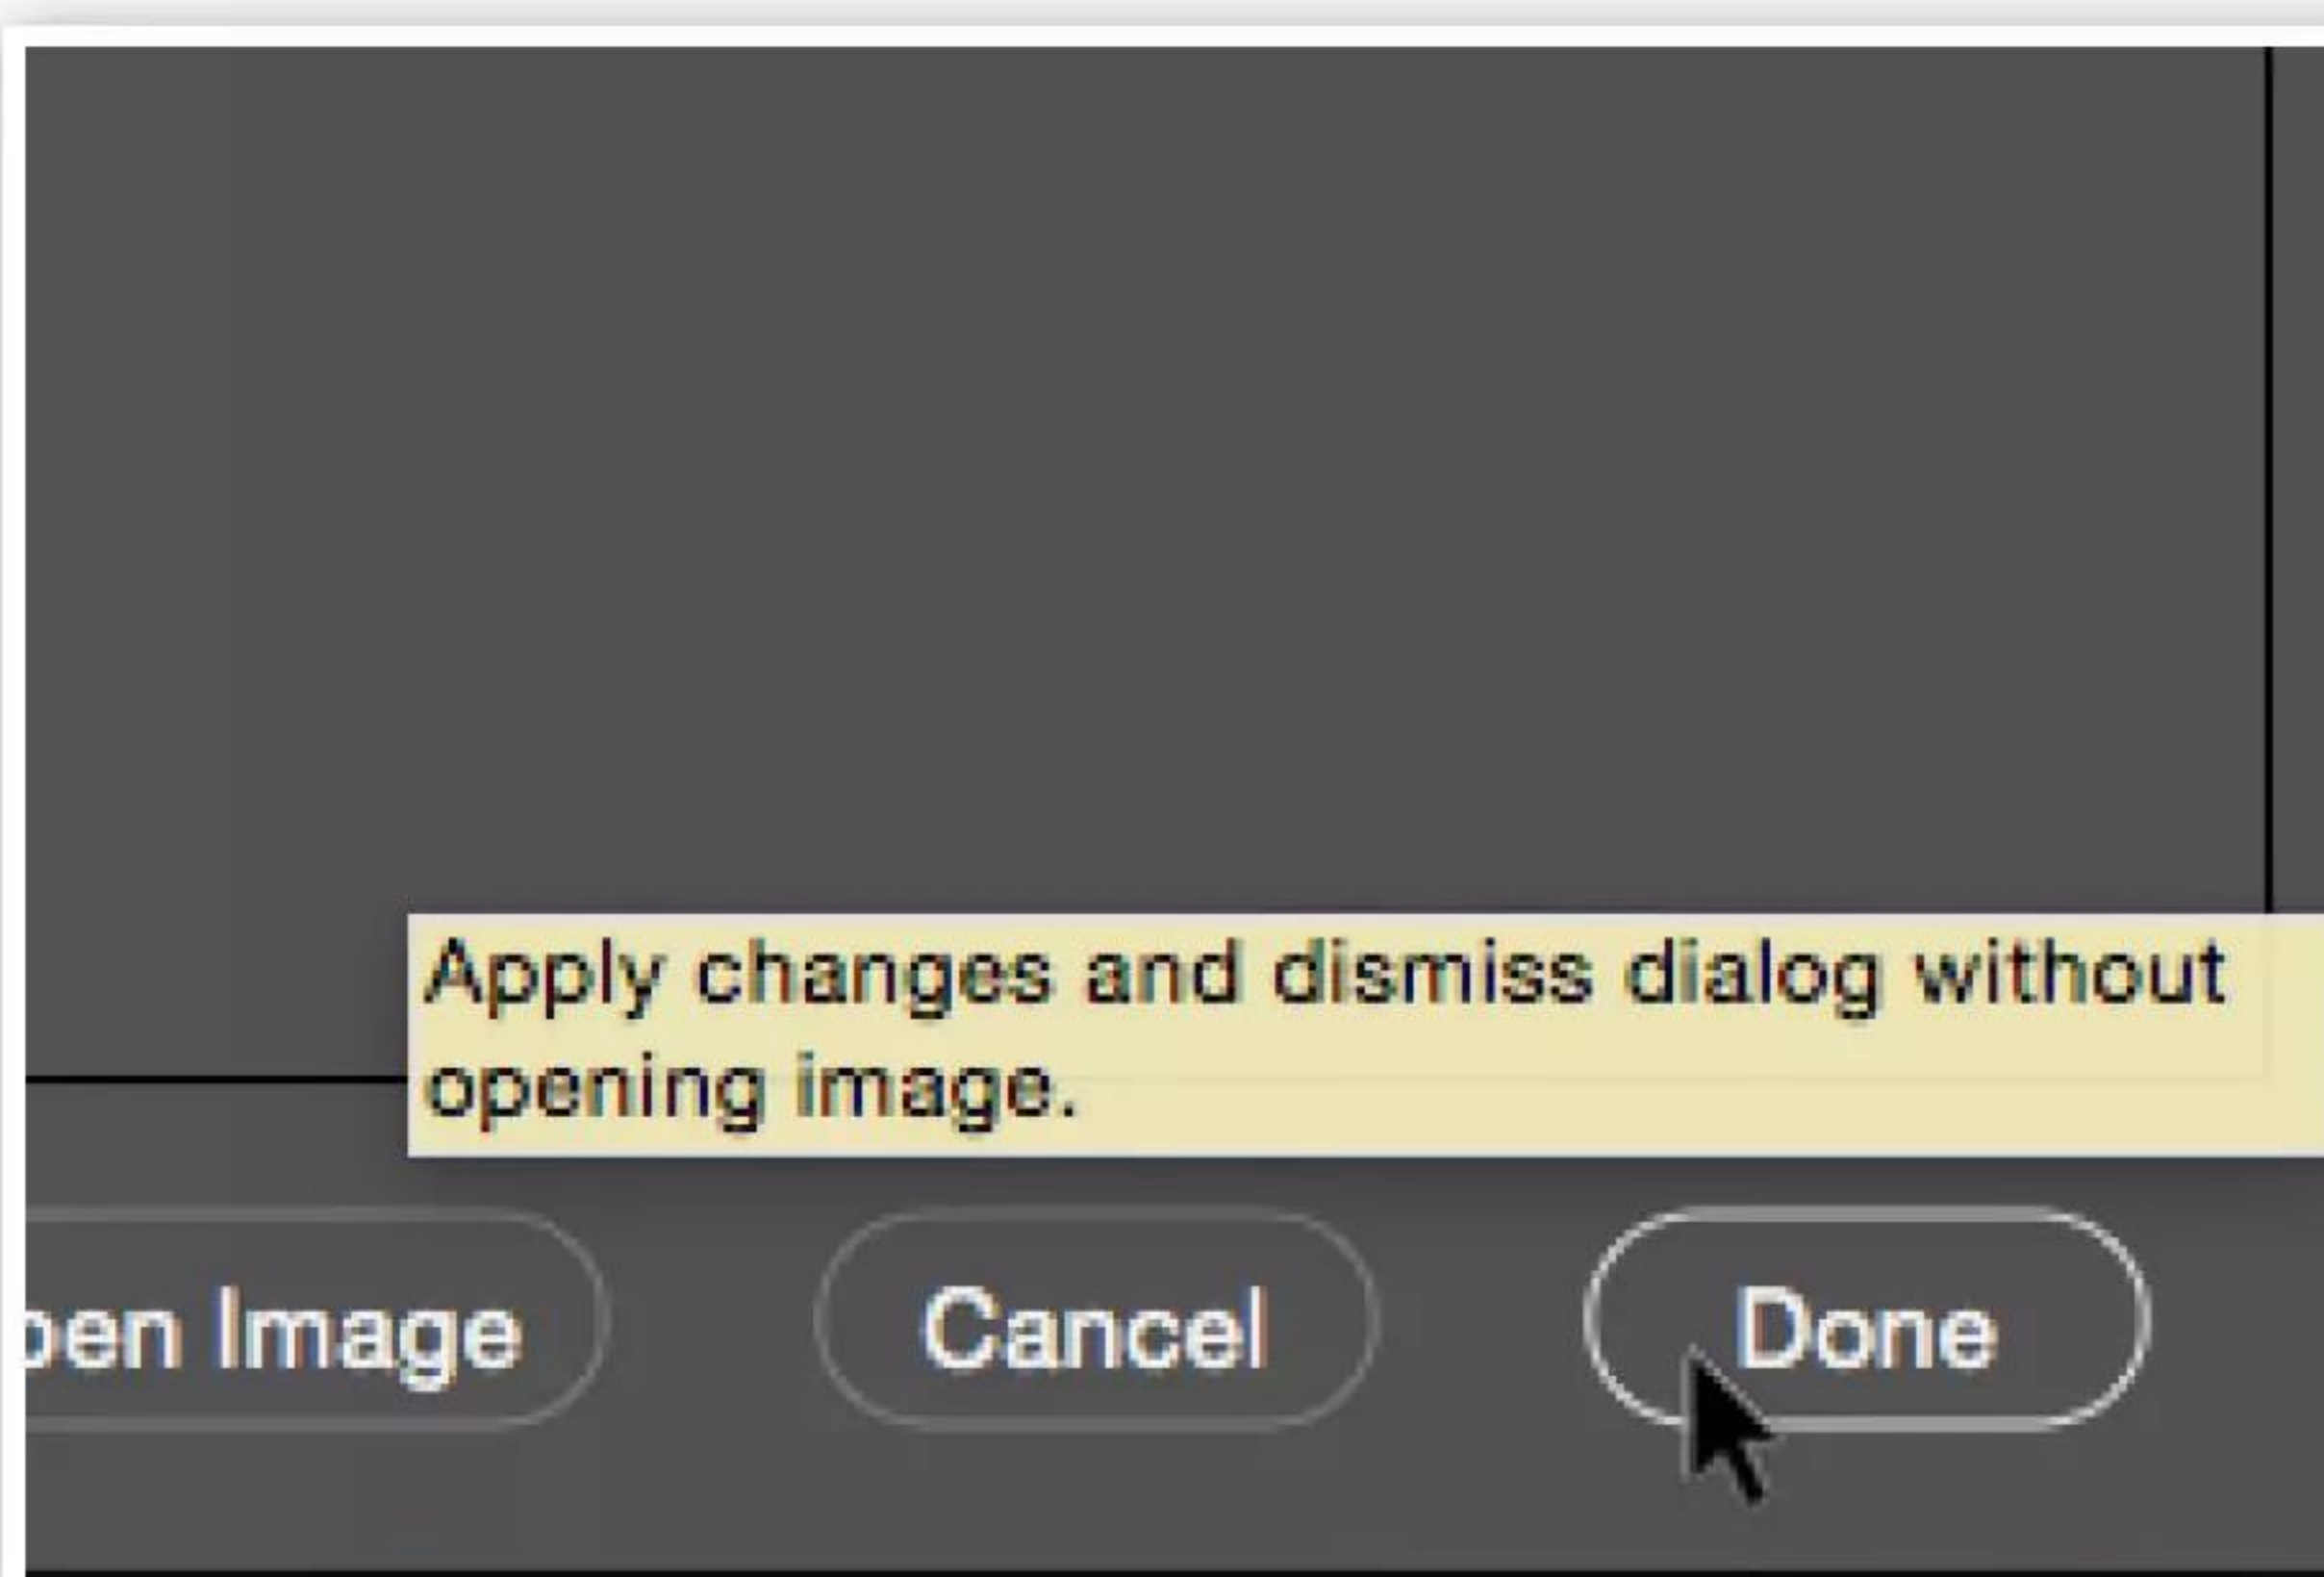 Apply changes and dismiss dialog without
opening image.
pen Image Cancel Done